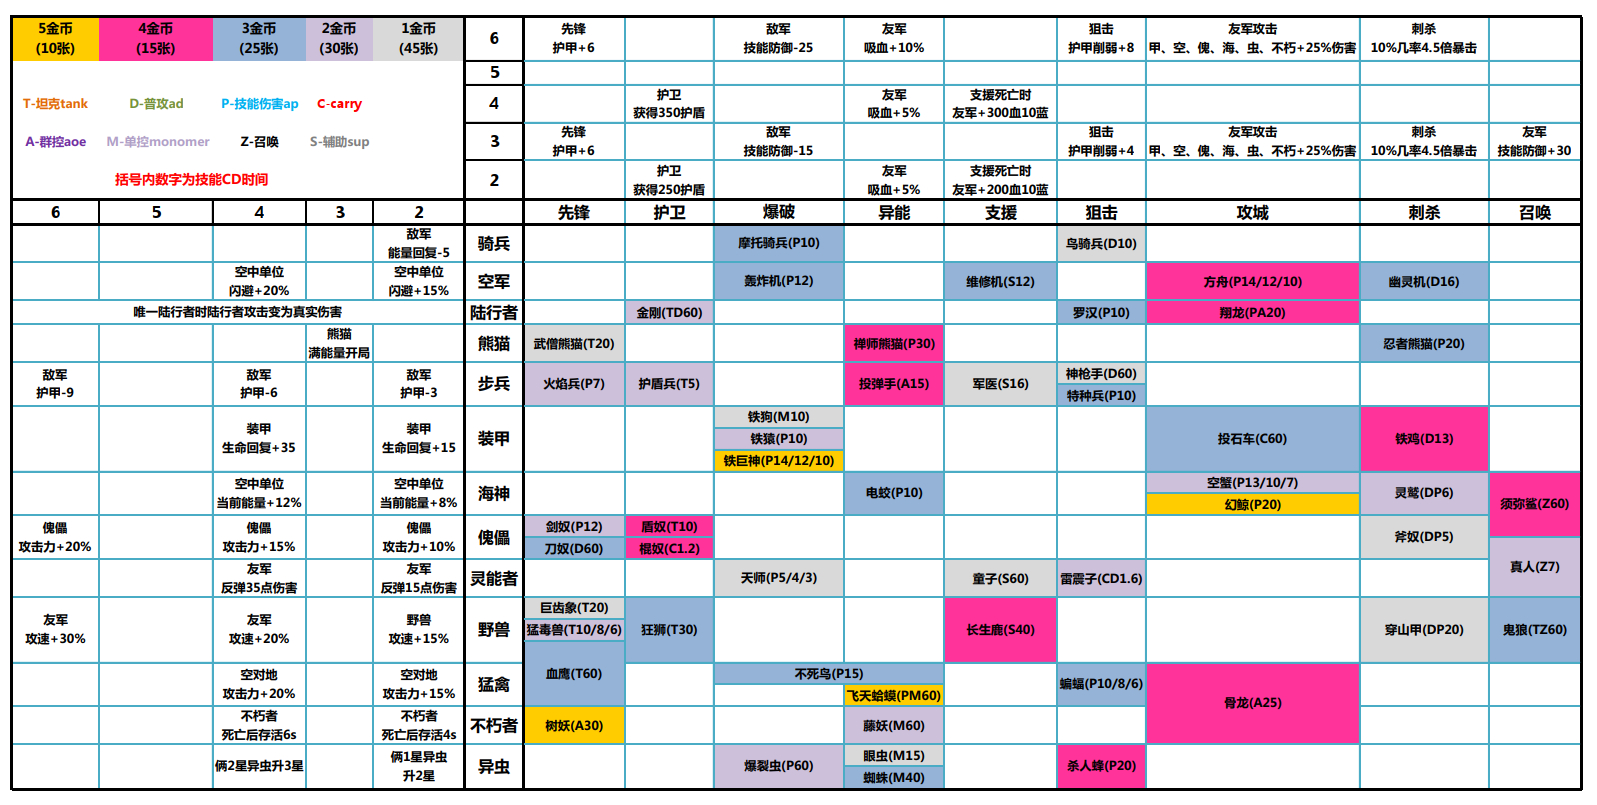 5金币
(10张)
4金币
(15张)
3金币
(25张)
2金币
(30张)
1金币
(45张)
T-坦克tank
D-普攻ad
P-技能伤害ap
C-carry
A-群控aoe
M-单控monomer
Z-召唤
S-辅助sup
括号内数字为技能CD时间
6
先锋
护甲+6
敌军
技能防御-25
友军
吸血+10%
狙击
护甲削弱+8
友军攻击
甲、空、傀、海、虫、不朽+25%伤害
刺杀
10%几率4.5倍暴击
5
4
护卫
获得350护盾
友军
吸血+5%
支援死亡时
友军+300血10蓝
3
先锋
护甲+6
敌军
技能防御-15
狙击
护甲削弱+4
友军攻击
甲、空、傀、海、虫、不朽+25%伤害
刺杀
10%几率4.5倍暴击
友军
技能防御+30
2
护卫
获得250护盾
友军
吸血+5%
支援死亡时
友军+200血10蓝
6 5 4 3 2 先锋 护卫 爆破 异能 支援 狙击 攻城 刺杀 召唤
敌军
能量回复-5
骑兵
摩托骑兵(P10)
鸟骑兵(D10)
空中单位
闪避+20%
空中单位
闪避+15%
空军
轰炸机(P12)
维修机(S12)
方舟(P14/12/10)
幽灵机(D16)
唯一陆行者时陆行者攻击变为真实伤害
陆行者
金刚(TD60)
罗汉(P10)
翔龙(PA20)
熊猫
满能量开局
熊猫
武僧熊猫(T20)
禅师熊猫(P30)
忍者熊猫(P20)
敌军
护甲-9
敌军
护甲-6
敌军
护甲-3
步兵
火焰兵(P7)
护盾兵(T5)
投弹手(A15)
军医(S16)
神枪手(D60)
特种兵(P10)
装甲
生命回复+35
装甲
生命回复+15
装甲
铁狗(M10)
铁猿(P10)
铁巨神(P14/12/10)
投石车(C60)
铁鸡(D13)
空中单位
当前能量+12%
空中单位
当前能量+8%
海神
电蛟(P10)
空蟹(P13/10/7)
幻鲸(P20)
灵鹫(DP6)
须弥鲨(Z60)
傀儡
攻击力+20%
傀儡
攻击力+15%
傀儡
攻击力+10%
傀儡
剑奴(P12)
刀奴(D60)
盾奴(T10)
棍奴(C1.2)
斧奴(DP5)
真人(Z7)
友军
反弹35点伤害
友军
反弹15点伤害
灵能者
天师(P5/4/3)
童子(S60)
雷震子(CD1.6)
友军
攻速+30%
友军
攻速+20%
野兽
攻速+15%
野兽
巨齿象(T20)
猛毒兽(T10/8/6)
血鹰(T60)
狂狮(T30)
长生鹿(S40)
穿山甲(DP20)
鬼狼(TZ60)
空对地
攻击力+20%
空对地
攻击力+15%
猛禽
不死鸟(P15)
飞天蛤蟆(PM60)
蝙蝠(P10/8/6)
骨龙(A25)
不朽者
死亡后存活6s
不朽者
死亡后存活4s
不朽者
树妖(A30)
藤妖(M60)
俩2星异虫升3星
俩1星异虫
升2星
异虫
爆裂虫(P60)
眼虫(M15)
蜘蛛(M40)
杀人蜂(P20)